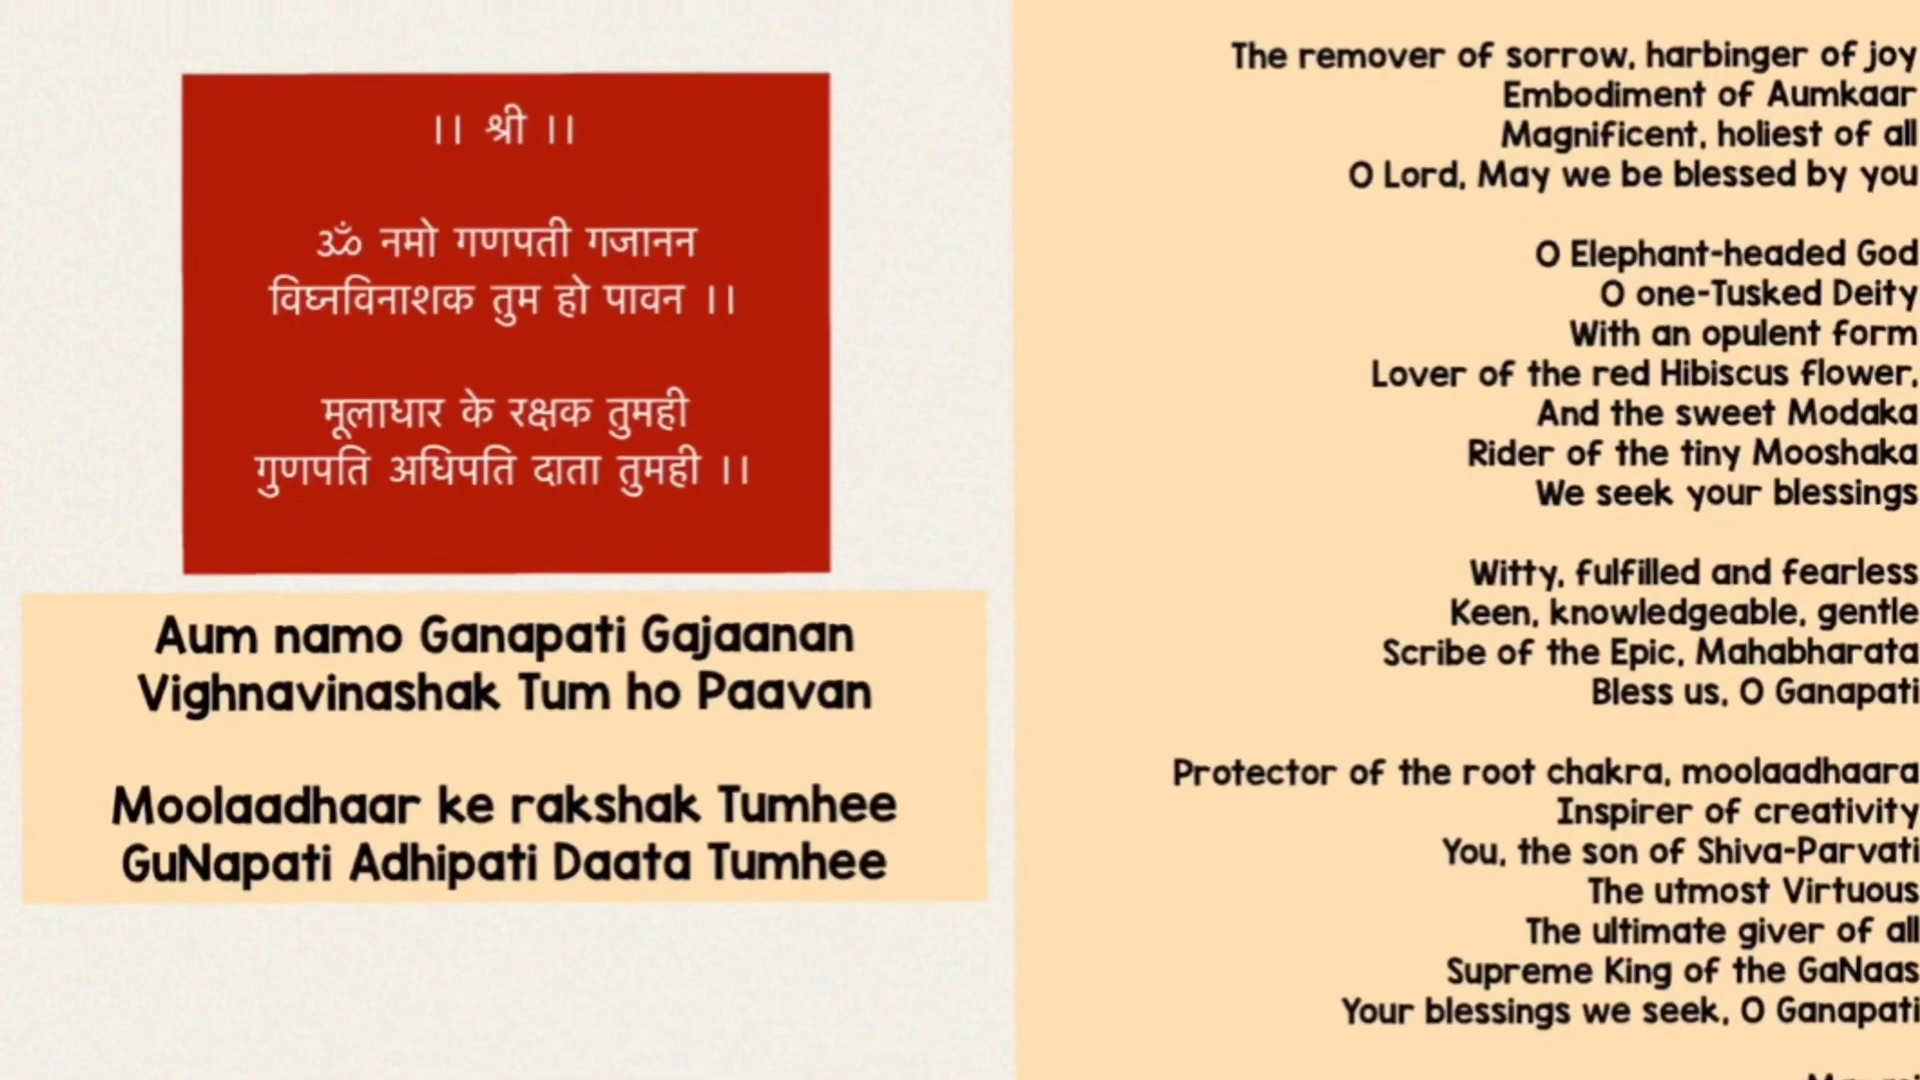 ।। श्री ।।
ॐ नमो गणपती गजानन
विघ्नविनाशक तुम हो पावन ।।
मूलाधार के रक्षक तुमही
गुणपति अधिपति दाता तुमही ।।
Aum namo Ganapati Gajaanan
Vighnavinashak Tum ho Paavan
Moolaadhaar ke rakshak Tumhee
GuNapati Adhipati Daata Tumhee
The remover of sorrow, harbinger of joy
Embodiment of Aumkaar
Magnificent, holiest of all
O Lord, May we be blessed by you
O Elephant-headed God
O one-Tusked Deity
With an opulent form
Lover of the red Hibiscus flower,
And the sweet Modaka
Rider of the tiny Mooshaka
We seek your blessings
Witty, fulfilled and fearless
Keen, knowledgeable, gentle
Scribe of the Epic, Mahabharata
Bless us, O Ganapati
Protector of the root chakra, moolaadhaara
Inspirer of creativity
You, the son of Shiva-Parvati
The utmost Virtuous
The ultimate giver of all
Supreme King of the GaNaas
Your blessings we seek, O Ganapati